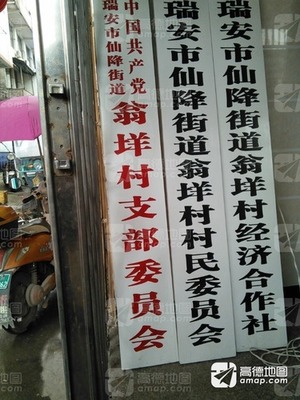 中国共产党
瑞安市仙降街道
翁垟村支部委员会
瑞安市仙降街道翁垟村村民委员会
瑞安市仙降街道翁垟村经济合作社
高德地图
amap.com